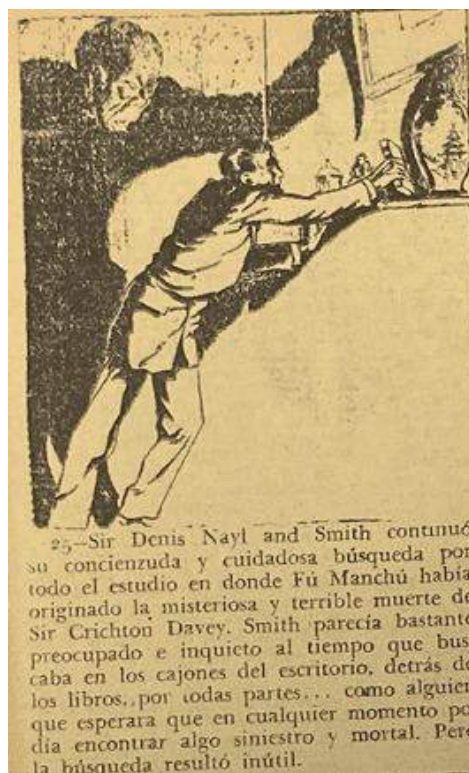 25—Sir Denis Nayl and Smith continuó
su concienzuda y cuidadosa búsqueda por
todo el estudio en donde Fú Manchú había
originado la misteriosa y terrible muerte de
Sir Crichton Davey. Smith parecía bastante
preocupado e inquieto al tiempo que bus
caba en los cajones del escritorio, detrás de
los libros, por todas partes... como alguien
que esperara que en cualquier momento po
día encontrar algo siniestro y mortal. Pero
la búsqueda resultó inútil.